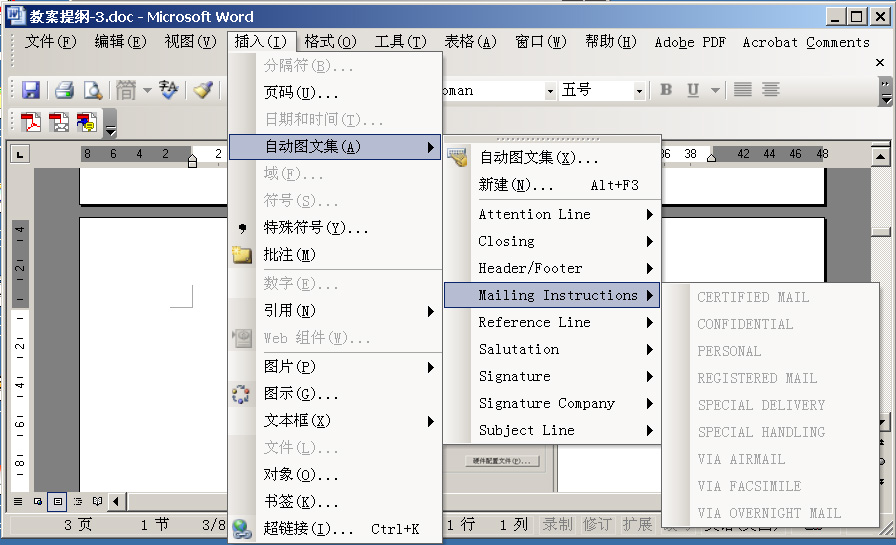 教案提纲-3.doc - Microsoft Word
文件(F) 编辑(E) 视图(V) 插入(I) 格式(O) 工具(T) 表格(A) 窗口(W) 帮助(H) Adobe PDF Acrobat Comments
oman 五号 B U
8 6 4 2 2 36 38 42 44 46 48
分隔符(B)...
页码(U)...
日期和时间(T)...
自动图文集(A)
域(F)...
符号(S)...
特殊符号(Y)...
批注(M)
数字(E)...
引用(N)
Web 组件(W)...
图片(P)
图示(G)...
文本框(X)
文件(L)...
对象(O)...
书签(K)...
超链接(I)... Ctrl+K
自动图文集(X)...
新建(N)... Alt+F3
Attention Line
Closing
Header/Footer
Mailing Instructions
Reference Line
Salutation
Signature
Signature Company
Subject Line
CERTIFIED MAIL
CONFIDENTIAL
PERSONAL
REGISTERED MAIL
SPECIAL DELIVERY
SPECIAL HANDLING
VIA AIRMAIL
VIA FACSIMILE
VIA OVERNIGHT MAIL
4
2
2
4
6
8
硬件配置文件(P)...
3 页 1 节 3/8 1 行 1 列 录制 修订 扩展